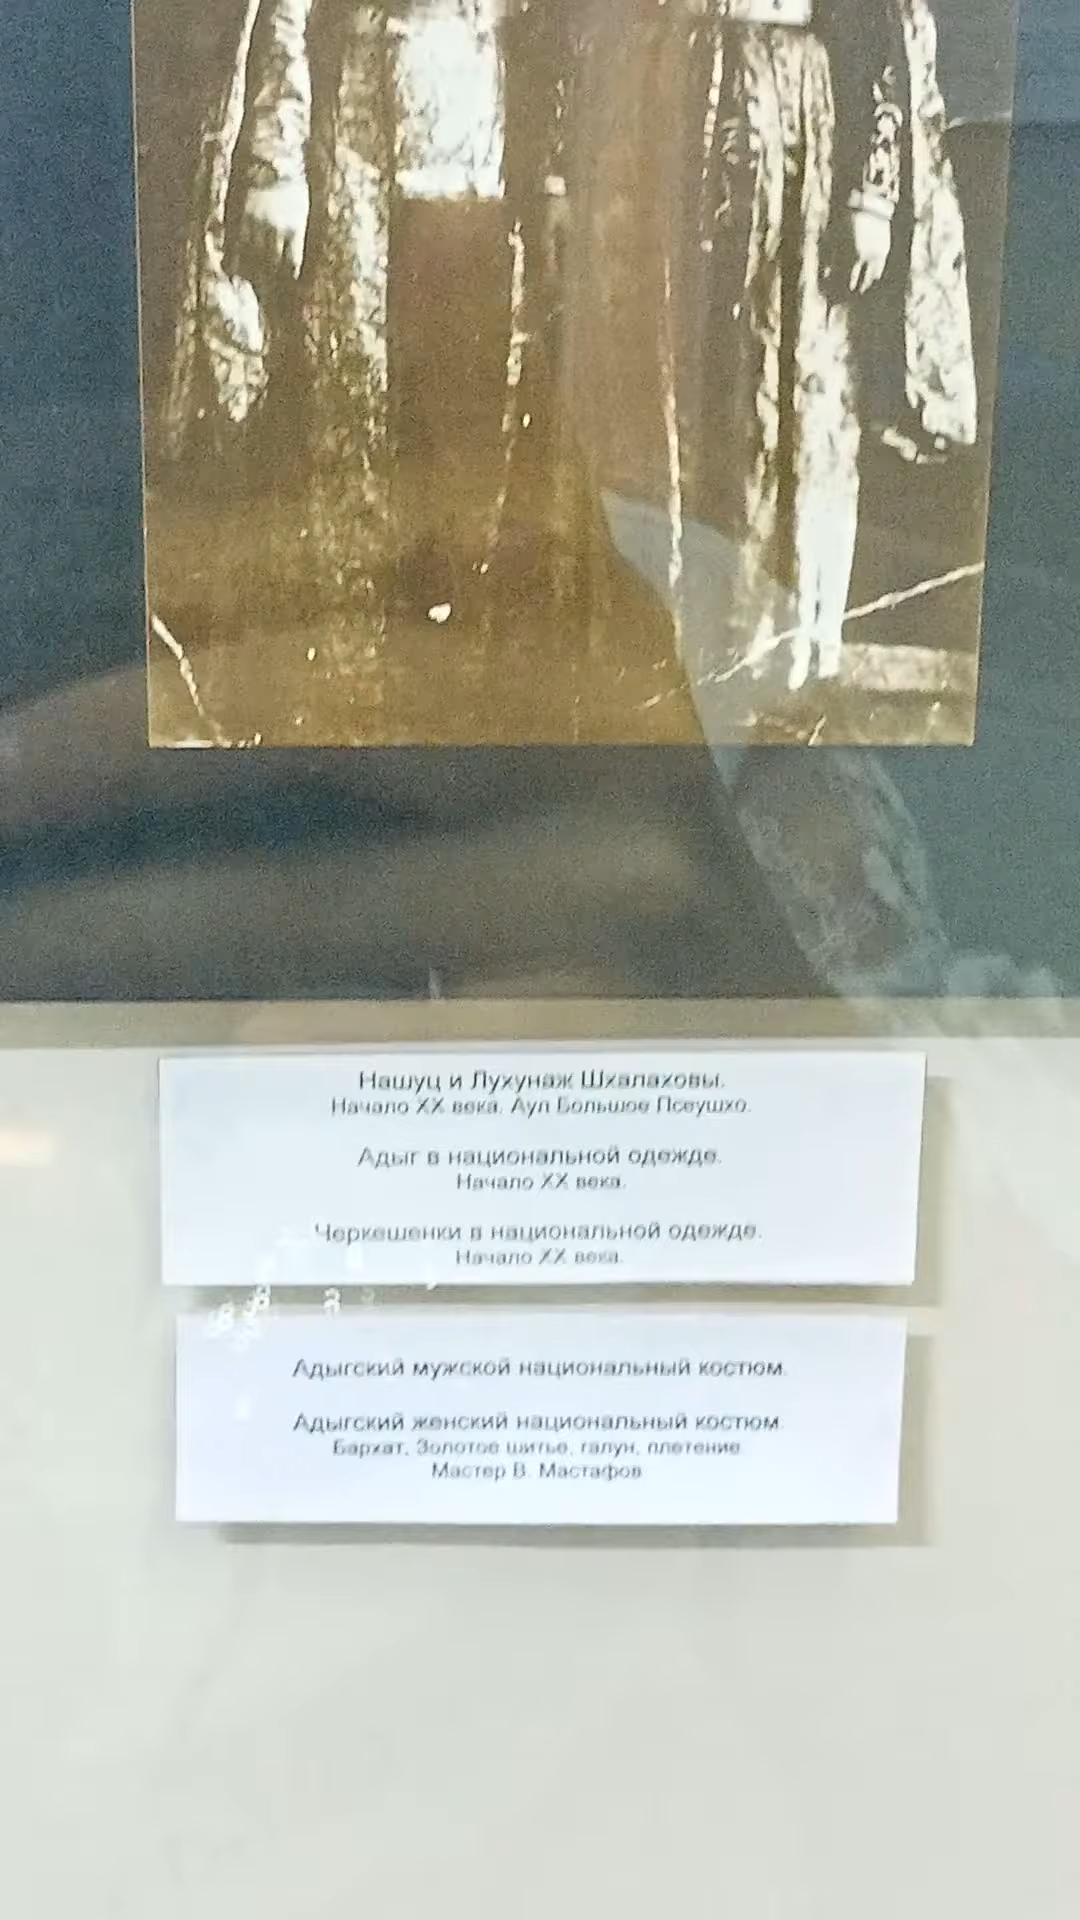 Нашуц и Лухунаж Шхалаховы.
Начало XX века. Аул Большое Псеушхо.
Адыг в национальной одежде.
Начало XX века.
Черкешенки в национальной одежде.
Начало XX века.
Адыгский мужской национальный костюм.
Адыгский женский национальный костюм.
Бархат, Золотое шитье, галун, плетение
Мастер В. Мастафов